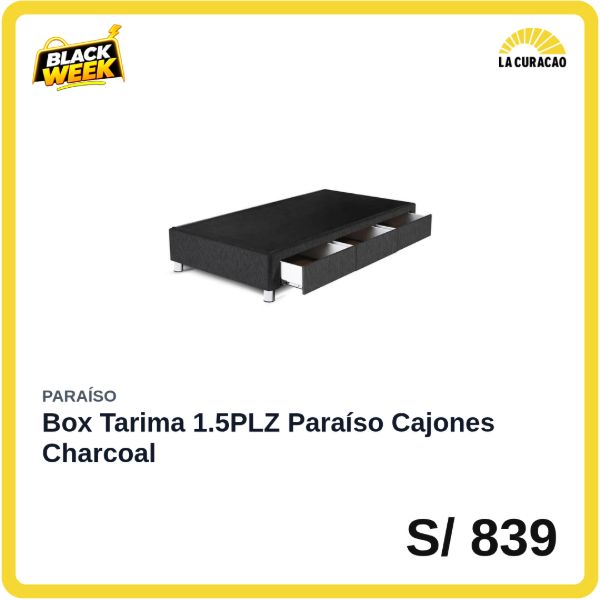 BLACK
WEEK
LA CURACAO
PARAÍSO
Box Tarima 1.5PLZ Paraíso Cajones
Charcoal
S/ 839